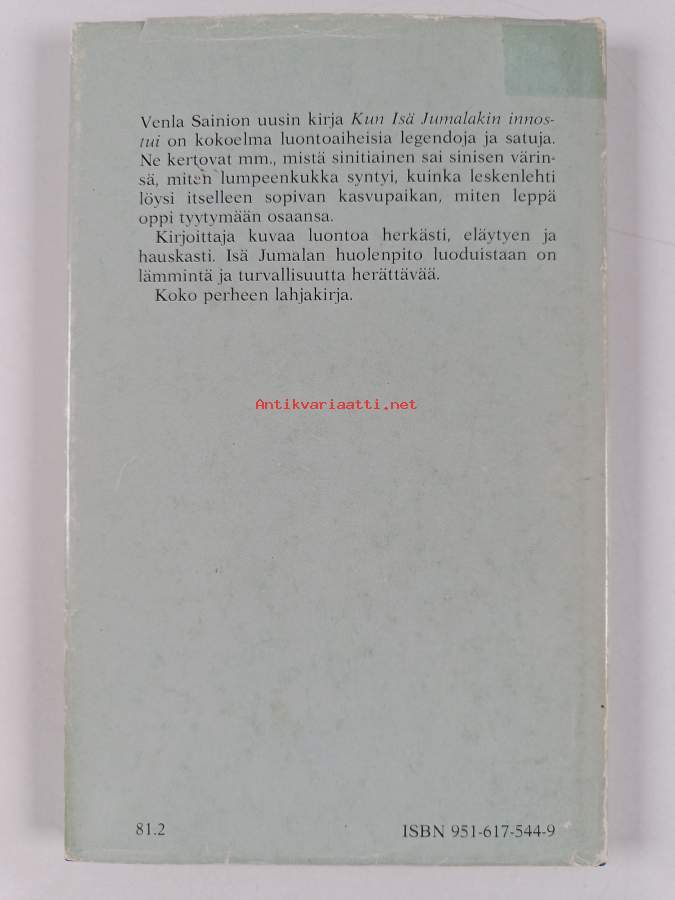 Venla Sainion uusin kirja Kun Isä Jumalakin innos-
tui on kokoelma luontoaiheisia legendoja ja satuja.
Ne kertovat mm., mistä sinitiainen sai sinisen värin-
sä, miten lumpeenkukka syntyi, kuinka leskenlehti
löysi itselleen sopivan kasvupaikan, miten leppä
oppi tyytymään osaansa.
Kirjoittaja kuvaa luontoa herkästi, eläytyen ja
hauskasti. Isä Jumalan huolenpito luoduistaan on
lämmintä ja turvallisuutta herättävää.
Koko perheen lahjakirja.
Antikvariaatti.net
81.2
ISBN 951-617-544-9